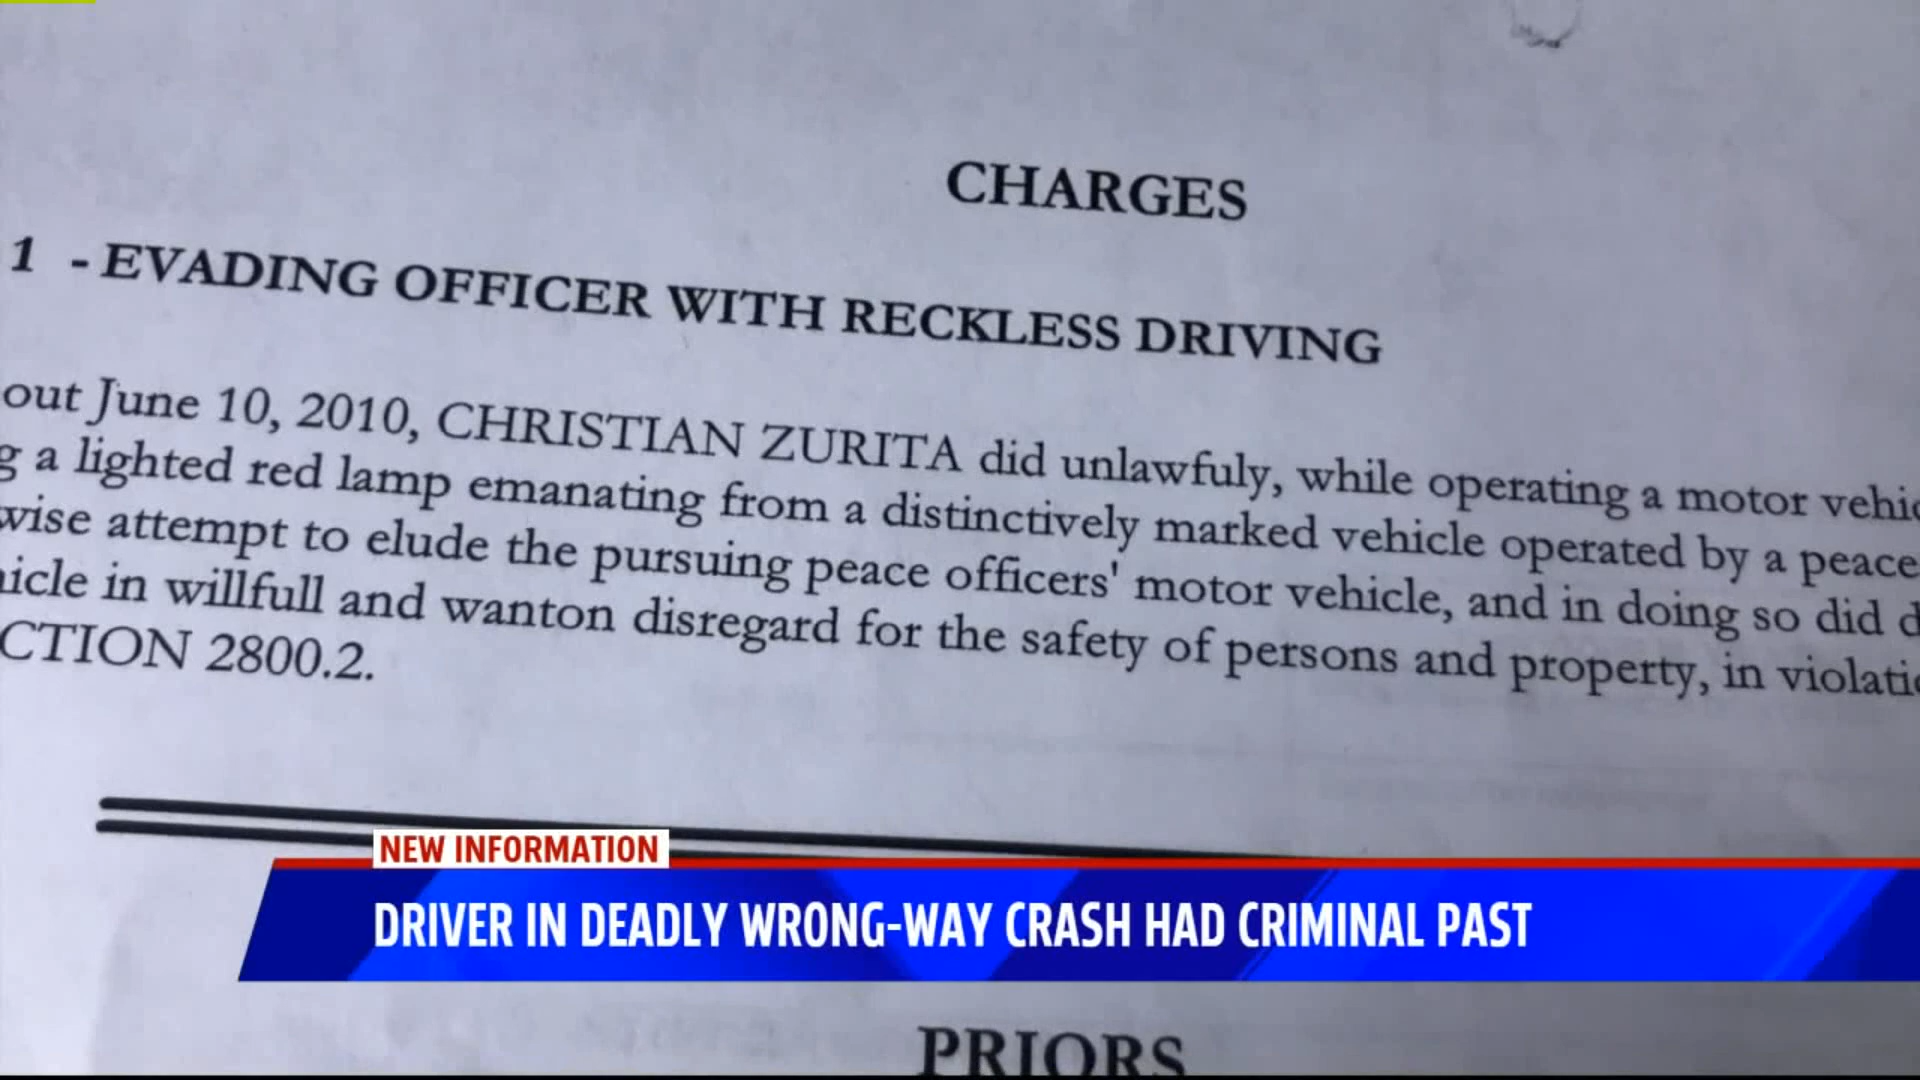 CHARGES
1 - EVADING OFFICER WITH RECKLESS DRIVING
out June 10, 2010, CHRISTIAN ZURITA did unlawfuly, while operating a motor vehic
g a lighted red lamp emanating from a distinctively marked vehicle operated by a peace
wise attempt to elude the pursuing peace officers' motor vehicle, and in doing so did d
icle in willfull and wanton disregard for the safety of persons and property, in violati
CTION 2800.2.
NEW INFORMATION
DRIVER IN DEADLY WRONG-WAY CRASH HAD CRIMINAL PAST
PRIORS